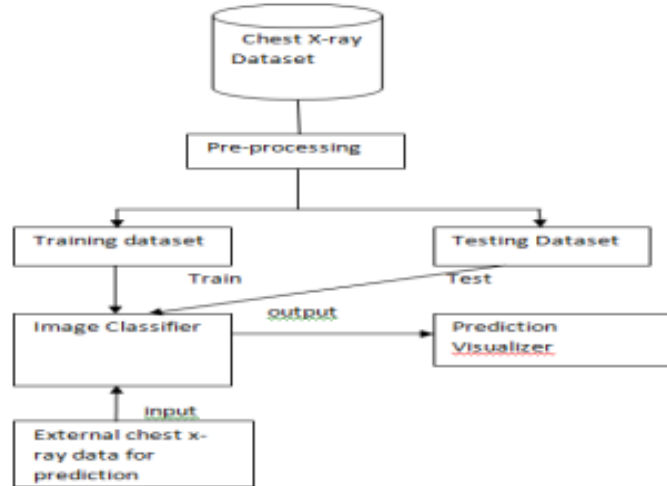 Chest X-ray
Dataset
Pre-processing
Training dataset
Testing Dataset
Train
Test
Image Classifier
output
Prediction
Visualizer
input
External chest x-
ray data for
prediction